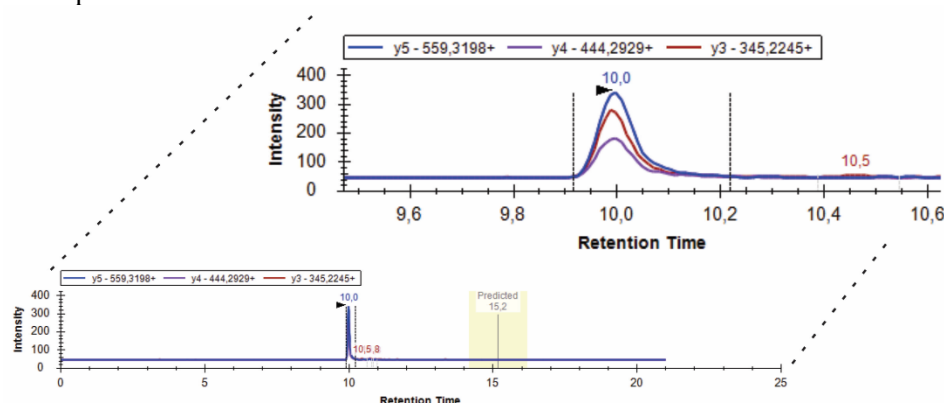 y5 - 559,3198+ y4 - 444,2929+ y3 - 345,2245+
10,0
400
300
200
100
0
Intensity
10,5
9,6 9,8 10,0 10,2 10,4 10,6
Retention Time
y5 - 559,3198+ y4 - 444,2929+ y3 - 345,2245+
10,0
Predicted
15,2
400
300
200
100
0
Intensity
10,5,8
0 5 10 15 20 25
Retention Time